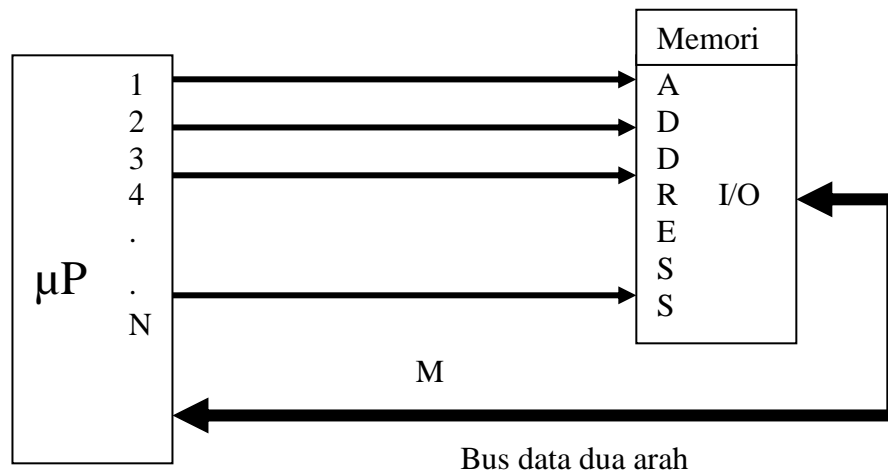 Memori
1
2
3
4
.
.
N
μP
A
D
D
R
E
S
S
I/O
M
Bus data dua arah